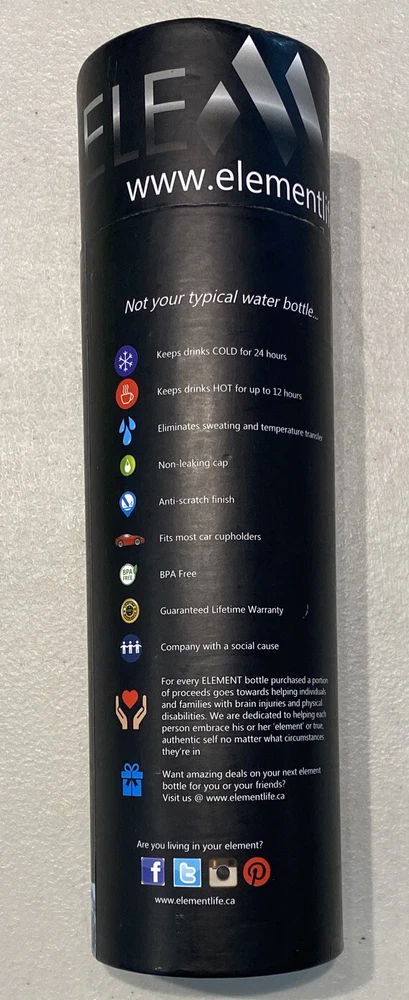 ELEM
www.elementli
Not your typical water bottle...
Keeps drinks COLD for 24 hours
Keeps drinks HOT for up to 12 hours
Eliminates sweating and temperature transfer
Non-leaking cap
Anti-scratch finish
Fits most car cupholders
BPA
FREE
BPA Free
Guaranteed Lifetime Warranty
Company with a social cause
For every ELEMENT bottle purchased a portion
of proceeds goes towards helping individuals
and families with brain injuries and physical
disabilities. We are dedicated to helping each
person embrace his or her 'element' or true,
authentic self no matter what circumstances
they're in
Want amazing deals on your next element
bottle for you or your friends?
Visit us @ www.elementlife.ca
Are you living in your element?
www.elementlife.ca